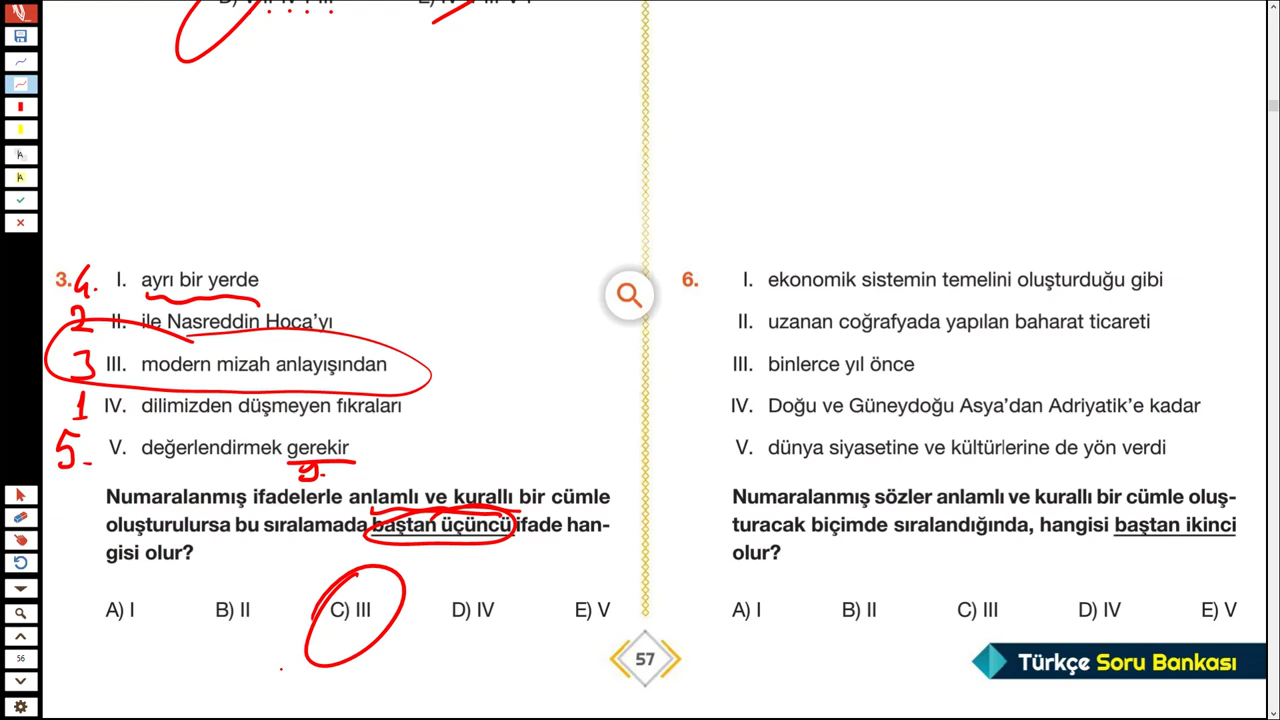 3. 4. I. ayrı bir yerde
2 II. ile Nasreddin Hoca’yı
3 III. modern mizah anlayışından
1 IV. dilimizden düşmeyen fıkraları
5. V. değerlendirmek gerekir
y.
Numaralanmış ifadelerle anlamlı ve kurallı bir cümle
oluşturulursa bu sıralamada baştan üçüncü ifade han-
gisi olur?
A) I B) II C) III D) IV E) V
6. I. ekonomik sistemin temelini oluşturduğu gibi
II. uzanan coğrafyada yapılan baharat ticareti
III. binlerce yıl önce
IV. Doğu ve Güneydoğu Asya’dan Adriyatik’e kadar
V. dünya siyasetine ve kültürlerine de yön verdi
Numaralanmış sözler anlamlı ve kurallı bir cümle oluş-
turacak biçimde sıralandığında, hangisi baştan ikinci
olur?
A) I B) II C) III D) IV E) V
57
Türkçe Soru Bankası
56